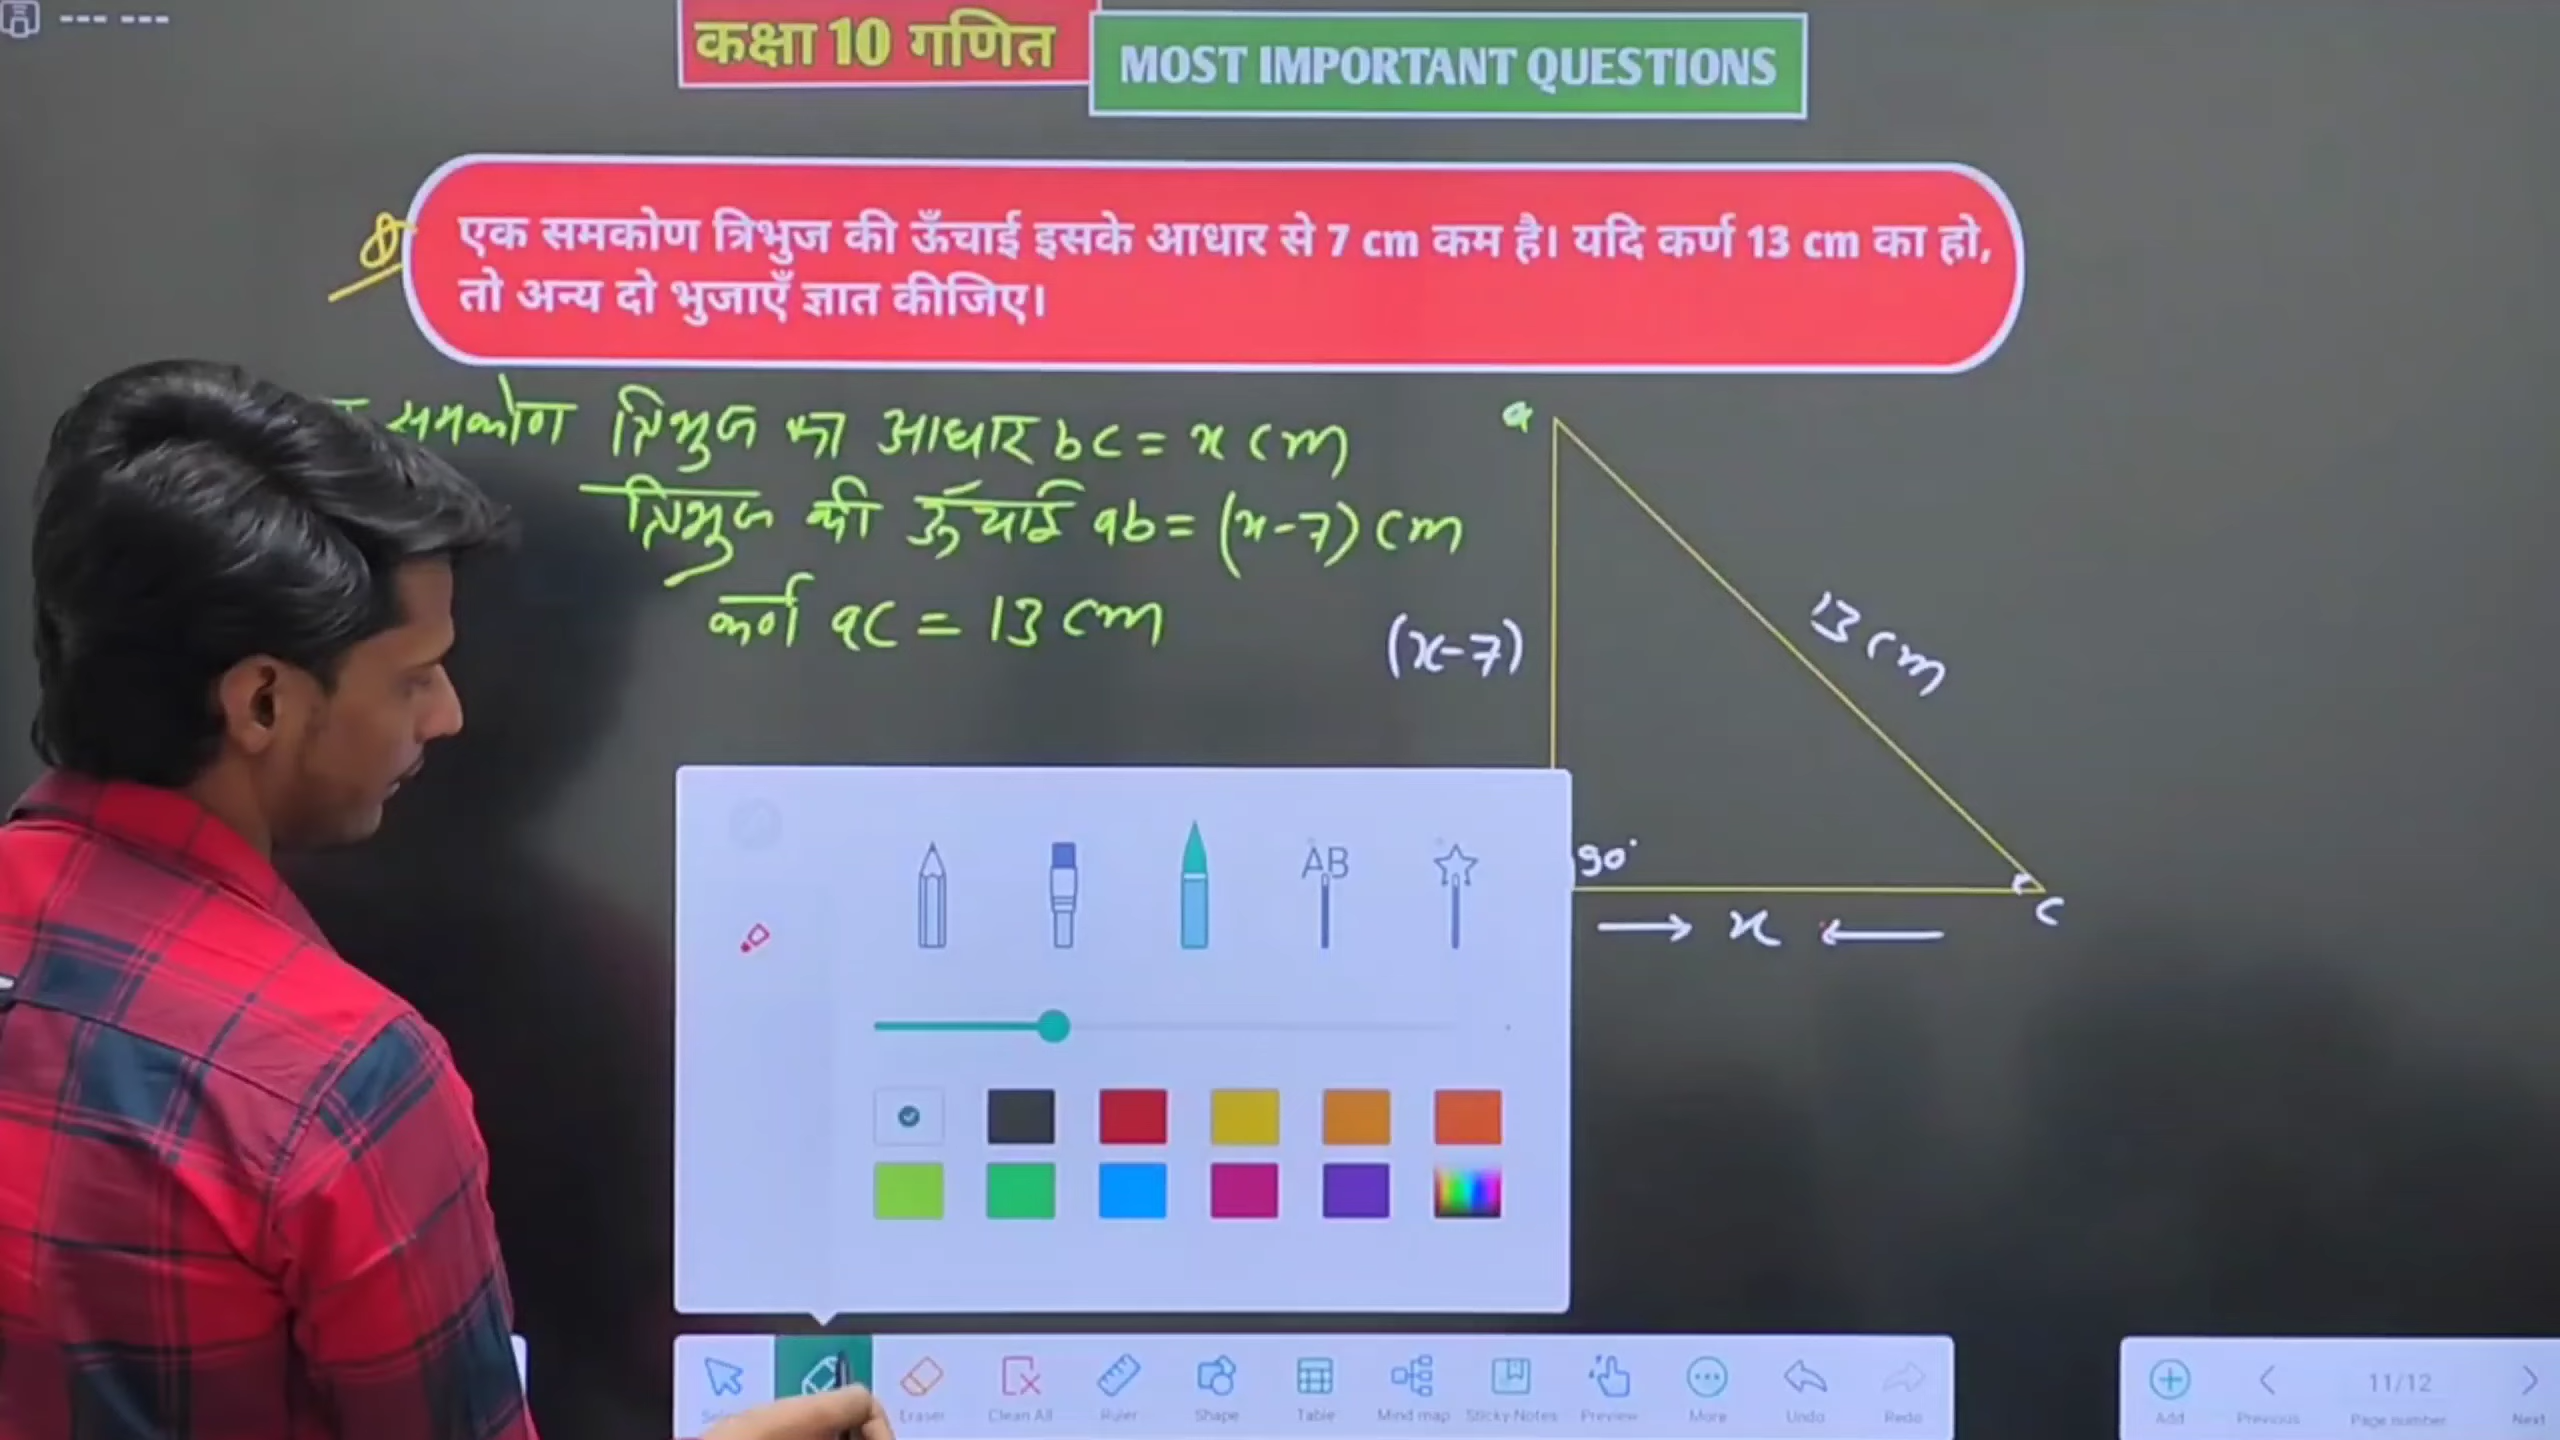 --- ---
कक्षा 10 गणित
MOST IMPORTANT QUESTIONS
एक समकोण त्रिभुज की ऊँचाई इसके आधार से 7 cm कम है। यदि कर्ण 13 cm का हो,
तो अन्य दो भुजाएँ ज्ञात कीजिए।
समकोण त्रिभुज का आधार bc = x cm
त्रिभुज की ऊँचाई ab = (x-7) cm
कर्ण ac = 13 cm
a
(x-7)
13 cm
90°
c
x
AB
Eraser
Clean All
Ruler
Shape
Table
Mind map
Sticky Notes
Preview
More
Undo
Redo
Add
Previous
11/12
Page number
Next